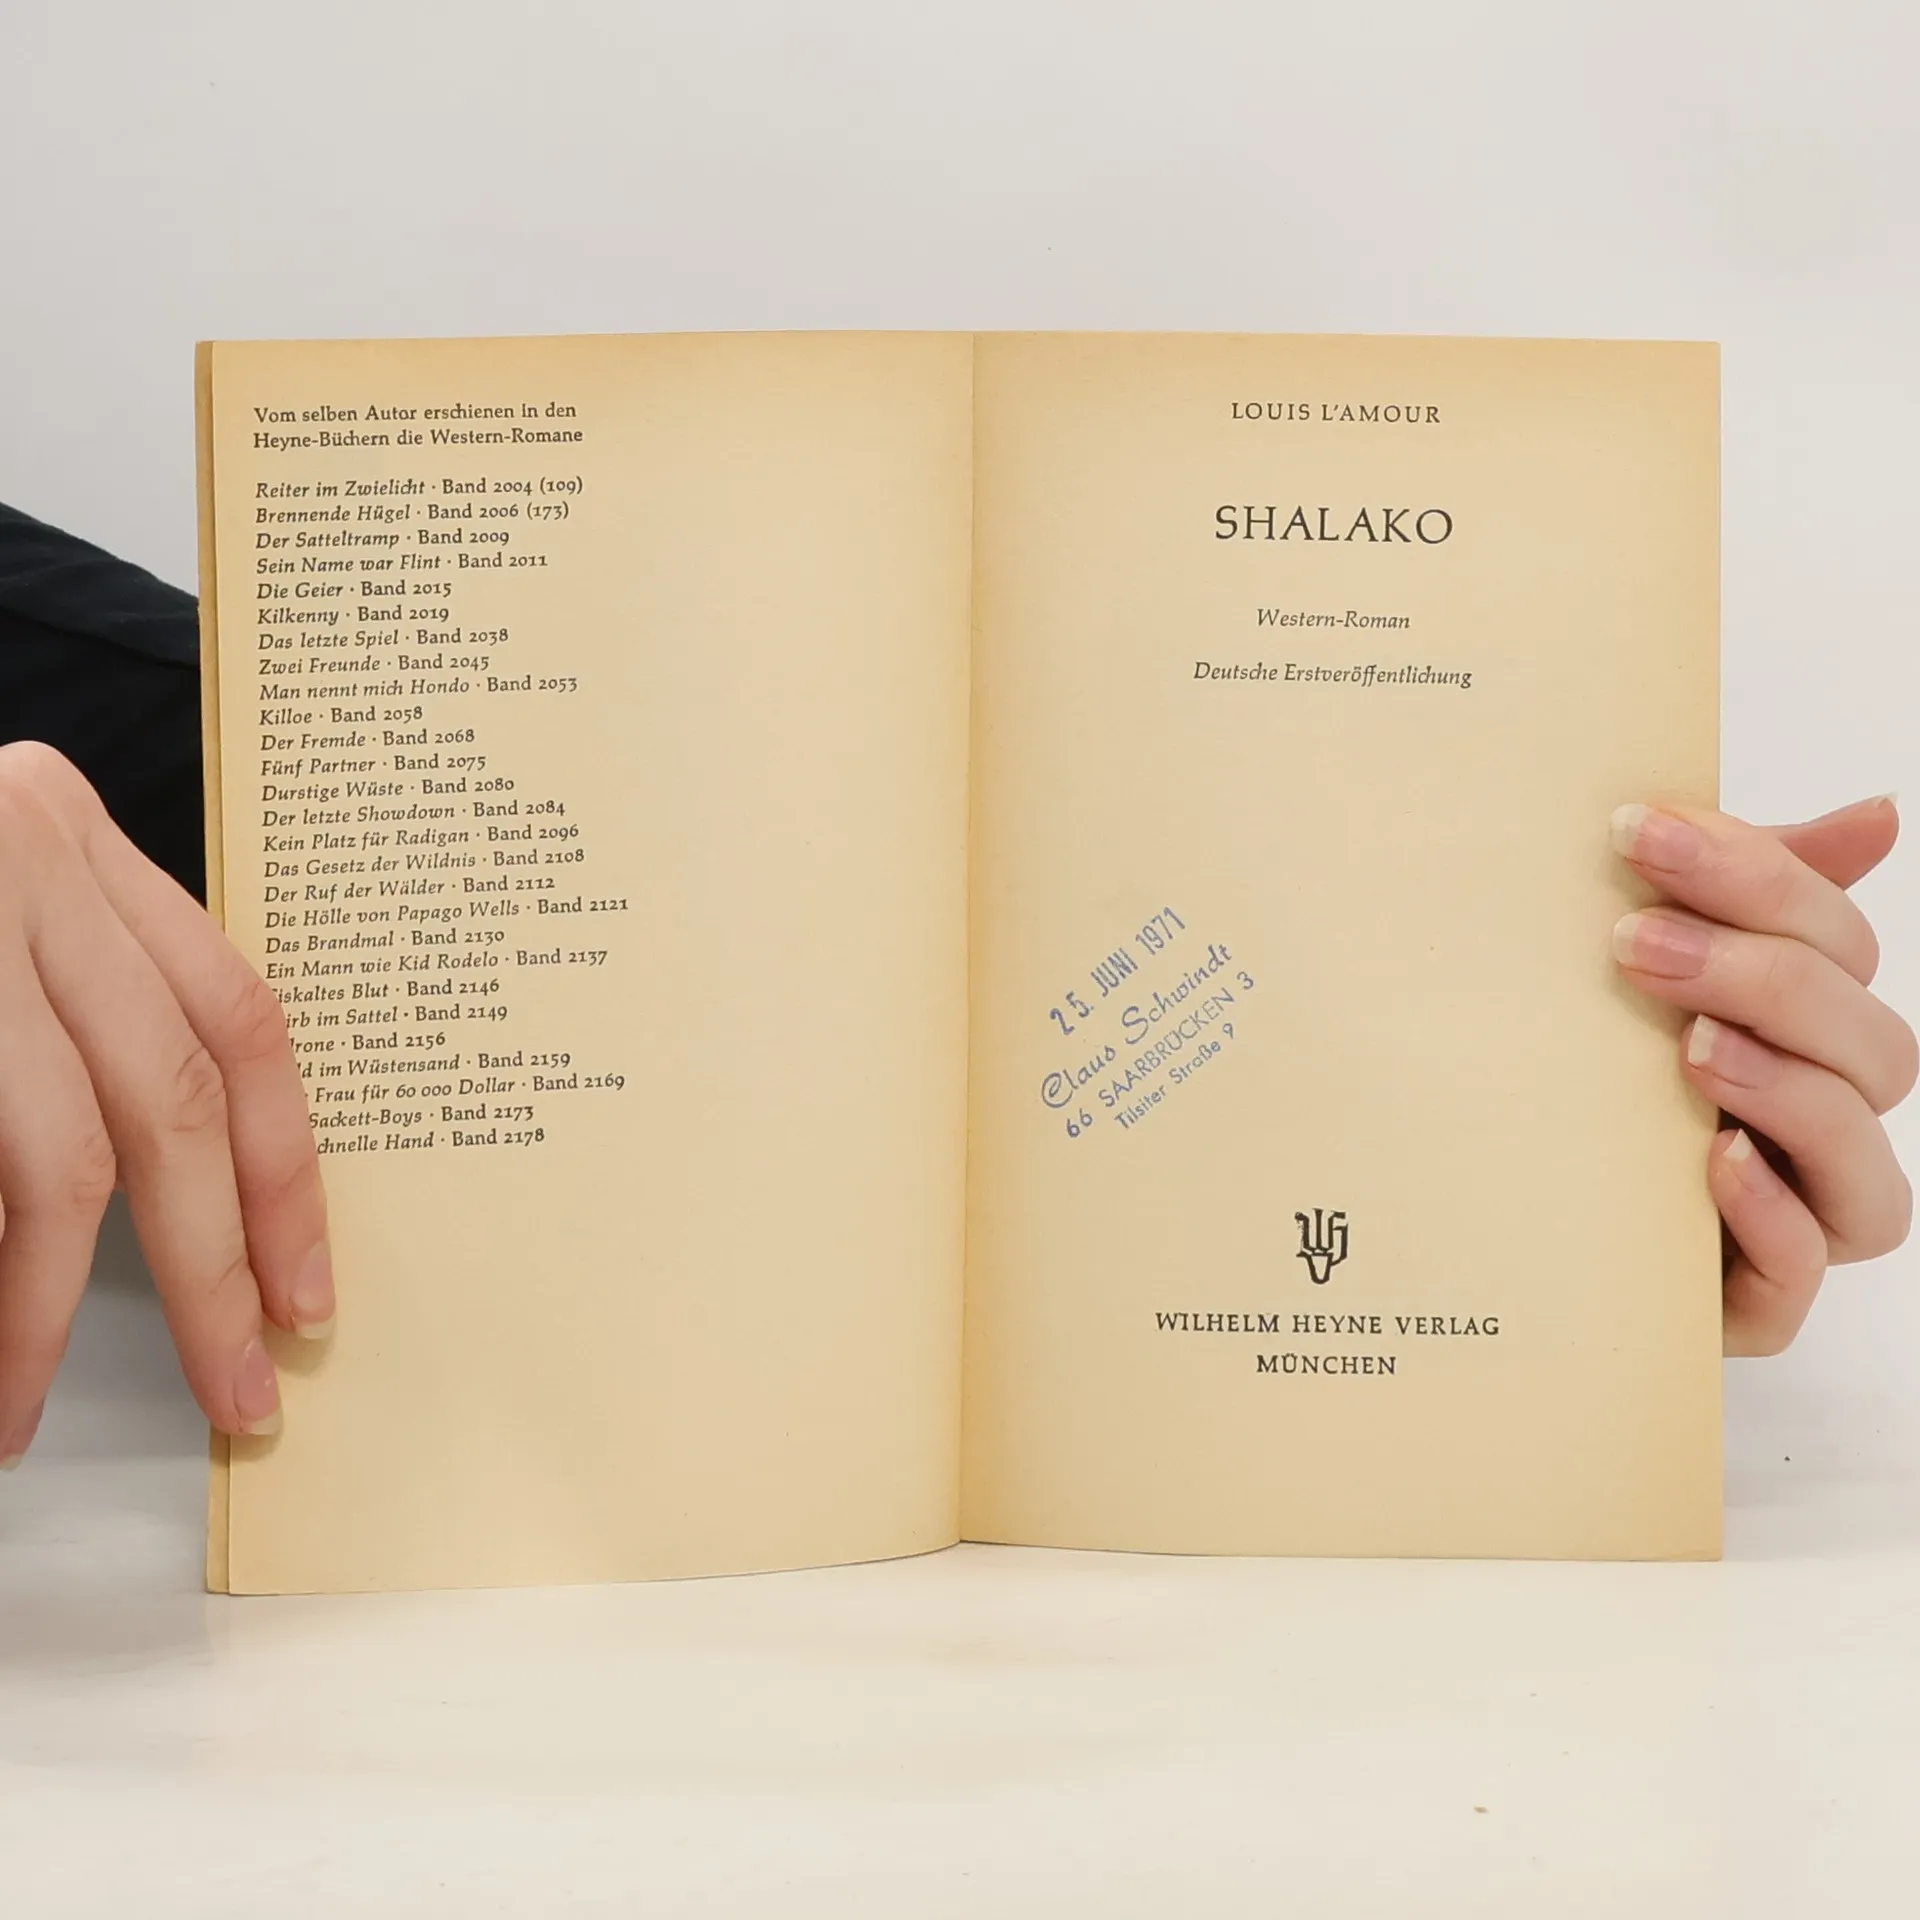 Vom selben Autor erschienen in den
Heyne-Büchern die Western-Romane
Reiter im Zwielicht · Band 2004 (109)
Brennende Hügel · Band 2006 (173)
Der Satteltramp · Band 2009
Sein Name war Flint · Band 2011
Die Geier · Band 2015
Kilkenny · Band 2019
Das letzte Spiel · Band 2038
Zwei Freunde · Band 2045
Man nennt mich Hondo · Band 2053
Killoe · Band 2058
Der Fremde · Band 2068
Fünf Partner · Band 2075
Durstige Wüste · Band 2080
Der letzte Showdown · Band 2084
Kein Platz für Radigan · Band 2096
Das Gesetz der Wildnis · Band 2108
Der Ruf der Wälder · Band 2112
Die Hölle von Papago Wells · Band 2121
Das Brandmal · Band 2130
Ein Mann wie Kid Rodelo · Band 2137
iskaltes Blut · Band 2146
irb im Sattel · Band 2149
rone · Band 2156
ld im Wüstensand · Band 2159
Frau für 60 000 Dollar · Band 2169
Sackett-Boys · Band 2173
chnelle Hand · Band 2178
LOUIS L'AMOUR
SHALAKO
Western-Roman
Deutsche Erstveröffentlichung
25. JUNI 1971
Claus Schwindt
66 SAARBRÜCKEN 3
Tilsiter Straße 9
WH
WILHELM HEYNE VERLAG
MÜNCHEN